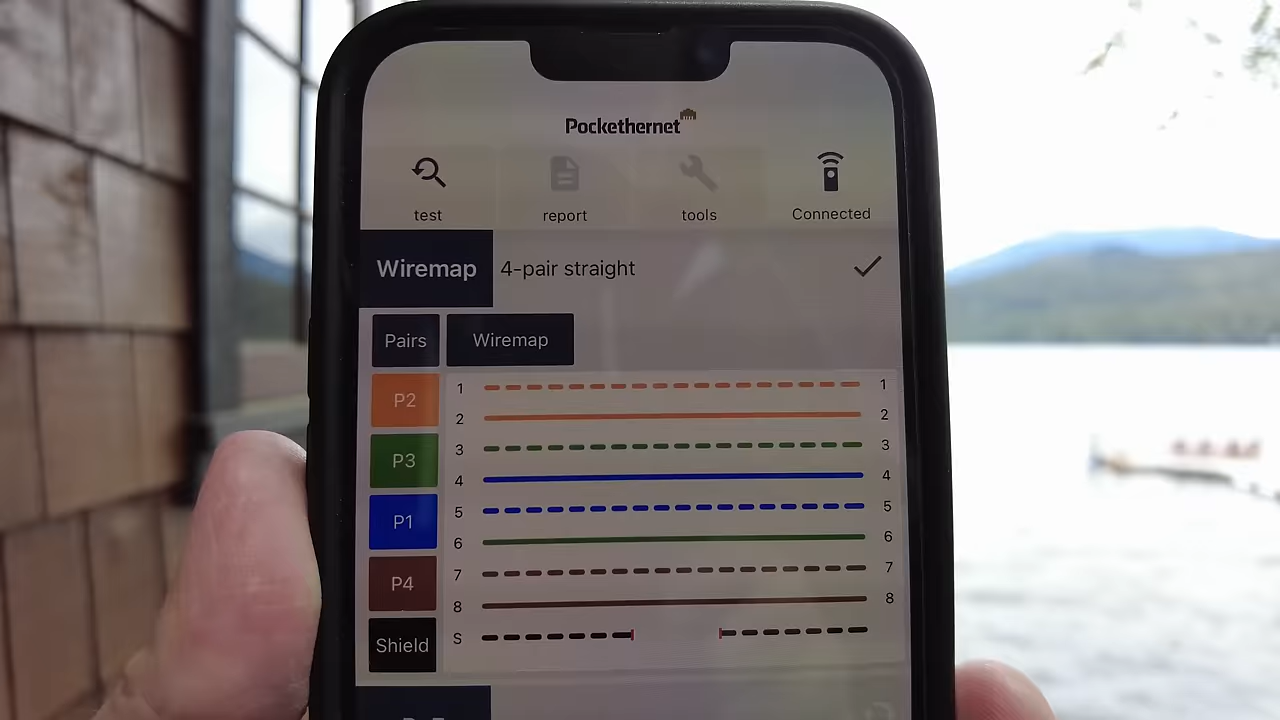 Pockethernet
test report tools Connected
Wiremap 4-pair straight
Pairs Wiremap
P2
1 1
2 2
P3
3 3
4 4
P1
5 5
6 6
P4
7 7
8 8
Shield
S